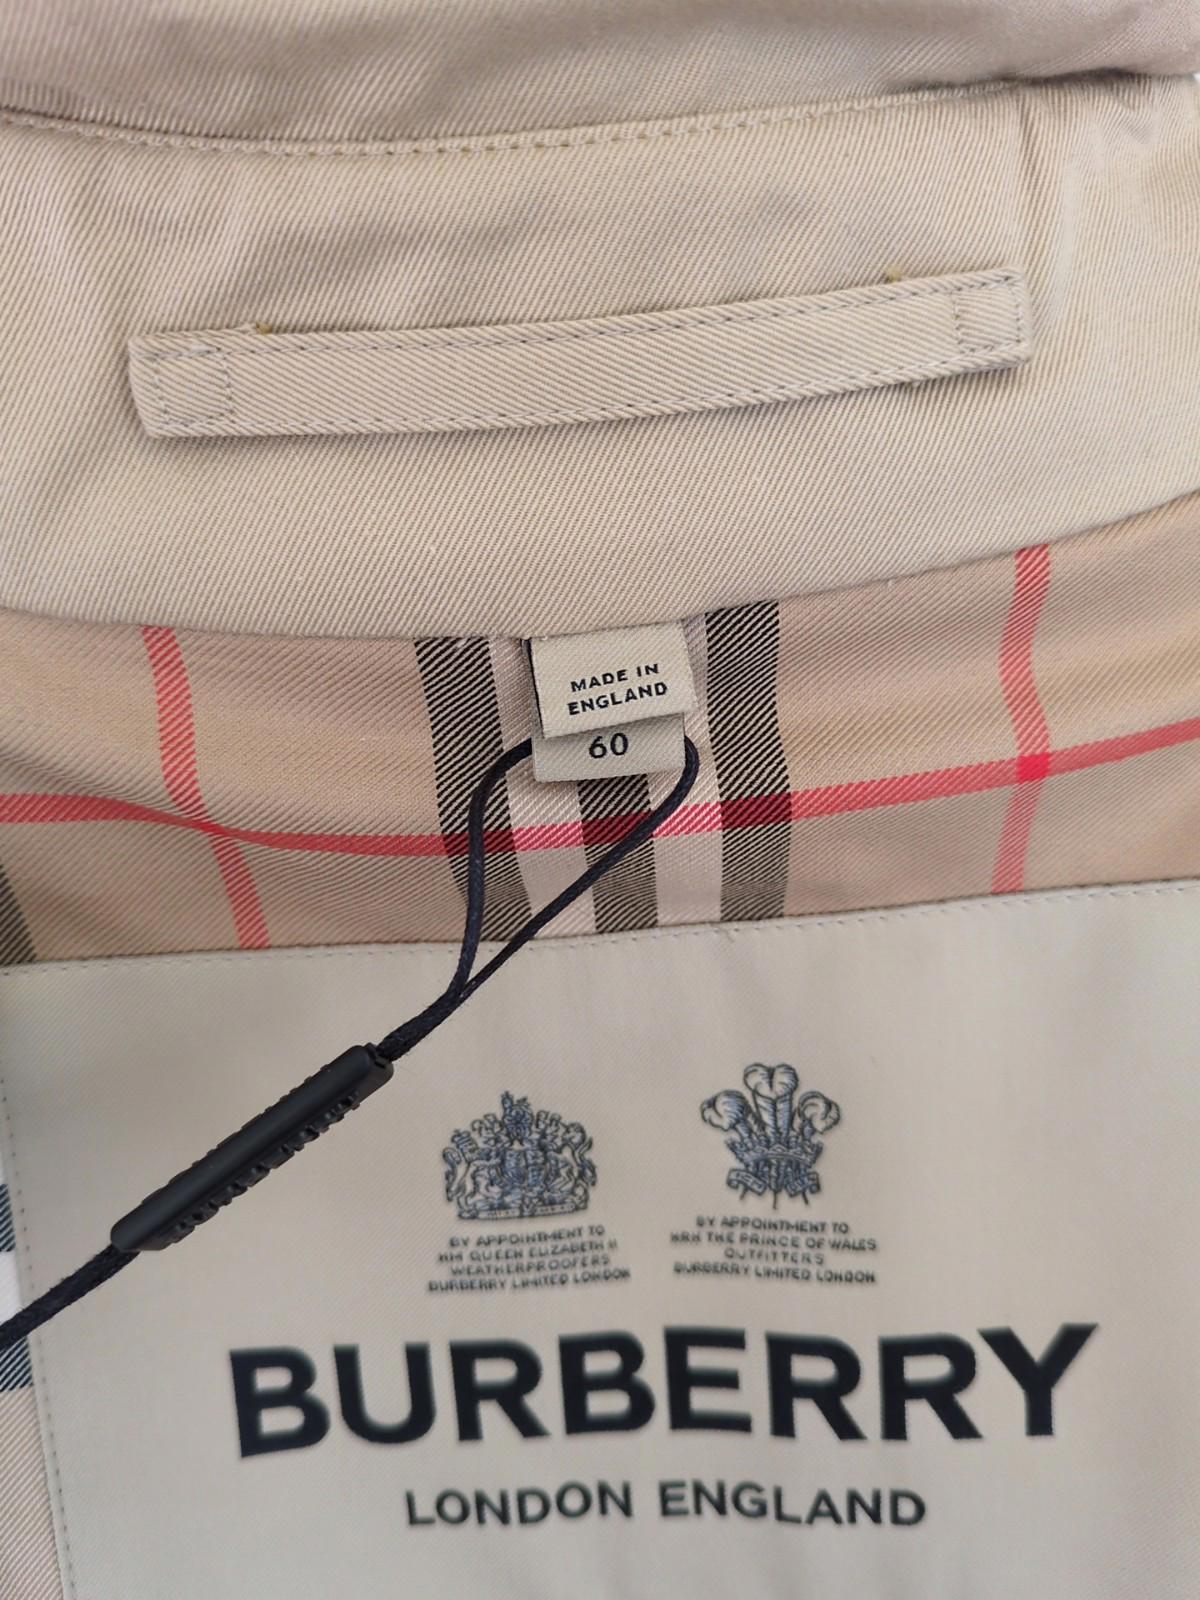 MADE IN
ENGLAND
60
BY APPOINTMENT TO
HM QUEEN ELIZABETH II
WEATHERPROOFERS
BURBERRY LIMITED LONDON
BY APPOINTMENT TO
HRH THE PRINCE OF WALES
OUTFITTERS
BURBERRY LIMITED LONDON
BURBERRY
LONDON ENGLAND